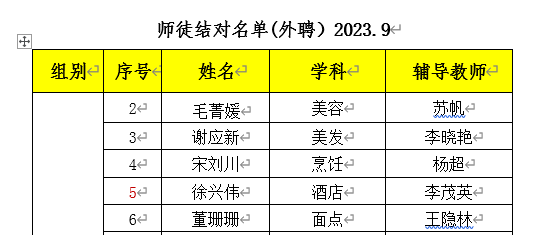 师徒结对名单(外聘）2023.9
组别 序号 姓名 学科 辅导教师
2 毛菁媛 美容 苏帆
3 谢应新 美发 李晓艳
4 宋刘川 烹饪 杨超
5 徐兴伟 酒店 李茂英
6 董珊珊 面点 王隐林